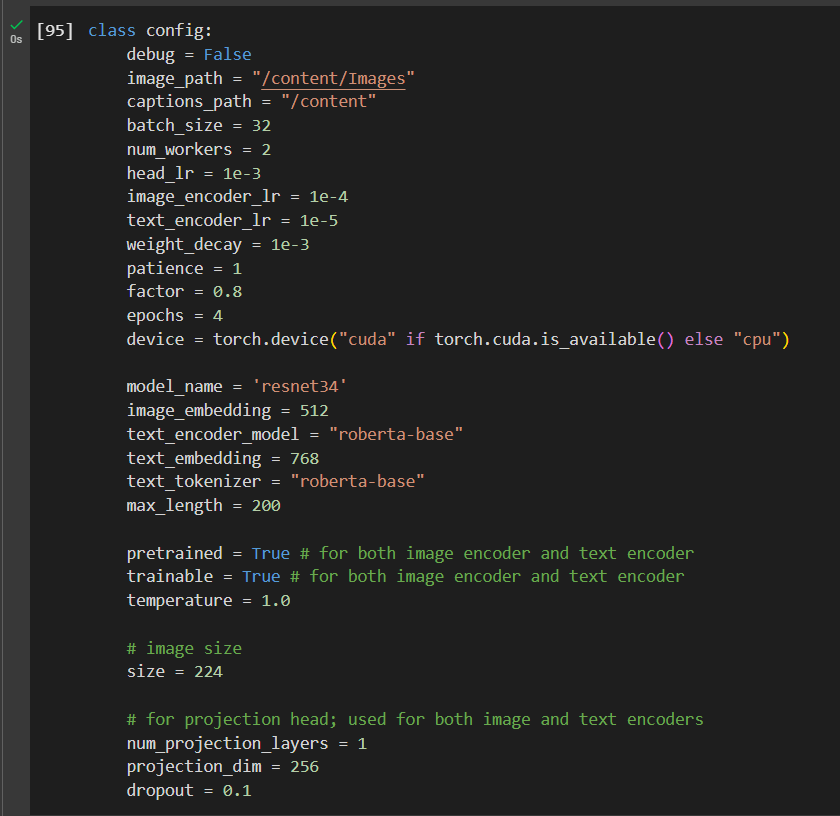 [95] class config:
0s
debug = False
image_path = "/content/Images"
captions_path = "/content"
batch_size = 32
num_workers = 2
head_lr = 1e-3
image_encoder_lr = 1e-4
text_encoder_lr = 1e-5
weight_decay = 1e-3
patience = 1
factor = 0.8
epochs = 4
device = torch.device("cuda" if torch.cuda.is_available() else "cpu")
model_name = 'resnet34'
image_embedding = 512
text_encoder_model = "roberta-base"
text_embedding = 768
text_tokenizer = "roberta-base"
max_length = 200
pretrained = True # for both image encoder and text encoder
trainable = True # for both image encoder and text encoder
temperature = 1.0
# image size
size = 224
# for projection head; used for both image and text encoders
num_projection_layers = 1
projection_dim = 256
dropout = 0.1